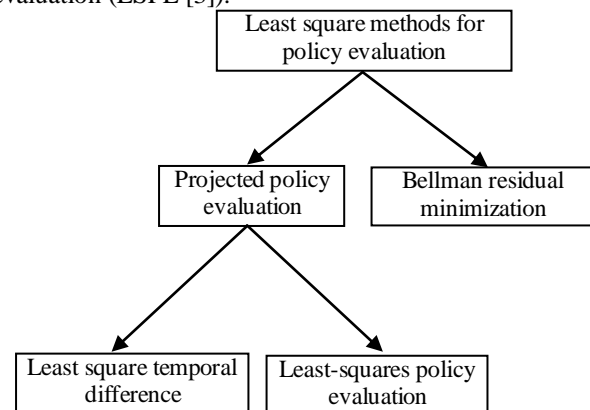 evaluation (LSPE [3]).
Least square methods for
policy evaluation
Projected policy
evaluation
Bellman residual
minimization
Least square temporal
difference
Least-squares policy
evaluation